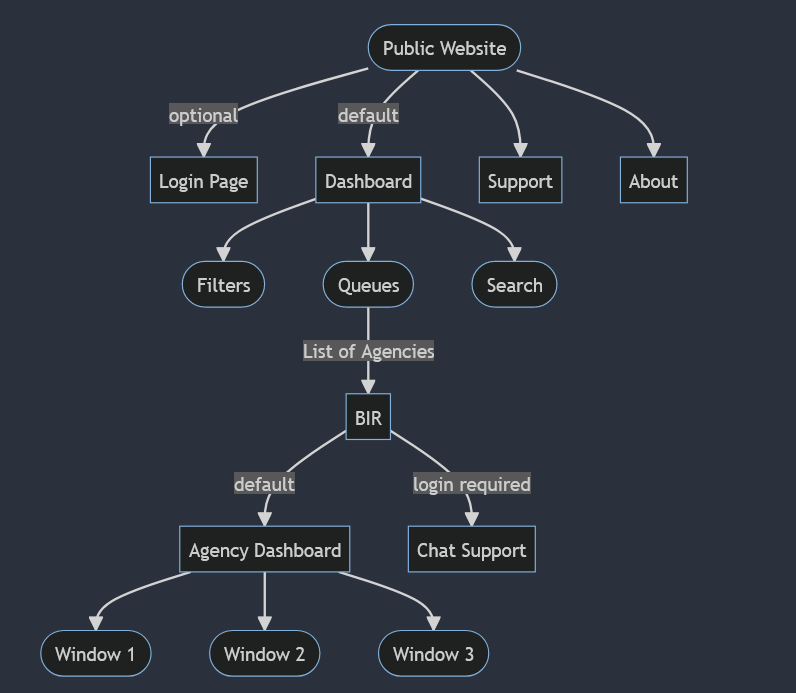 Public Website
optional
default
Login Page
Dashboard
Support
About
Filters
Queues
Search
List of Agencies
BIR
default
login required
Agency Dashboard
Chat Support
Window 1
Window 2
Window 3